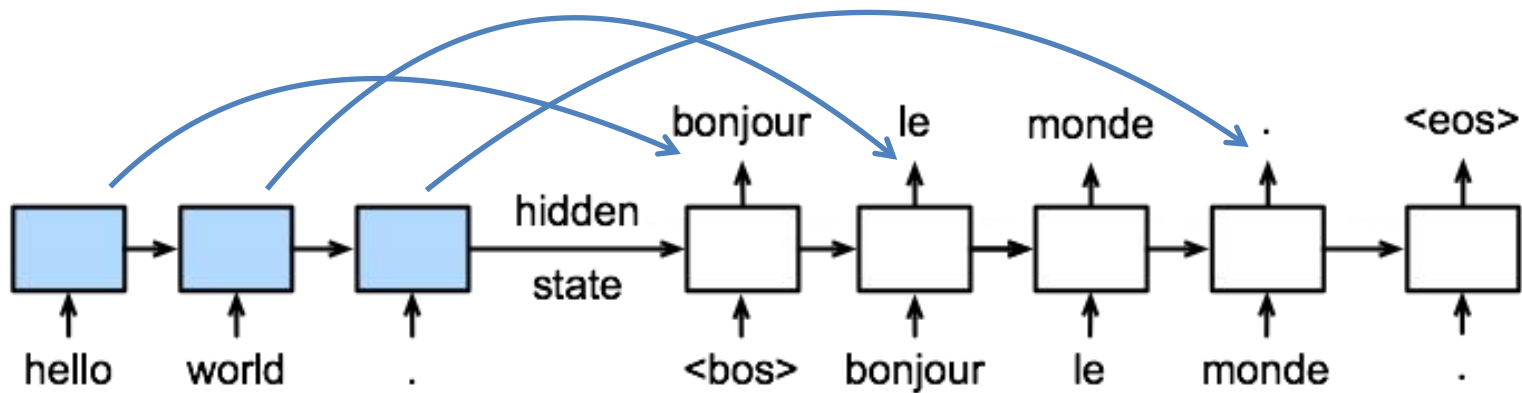 bonjour le monde . <eos>
hidden
state
hello world . <bos> bonjour le monde .